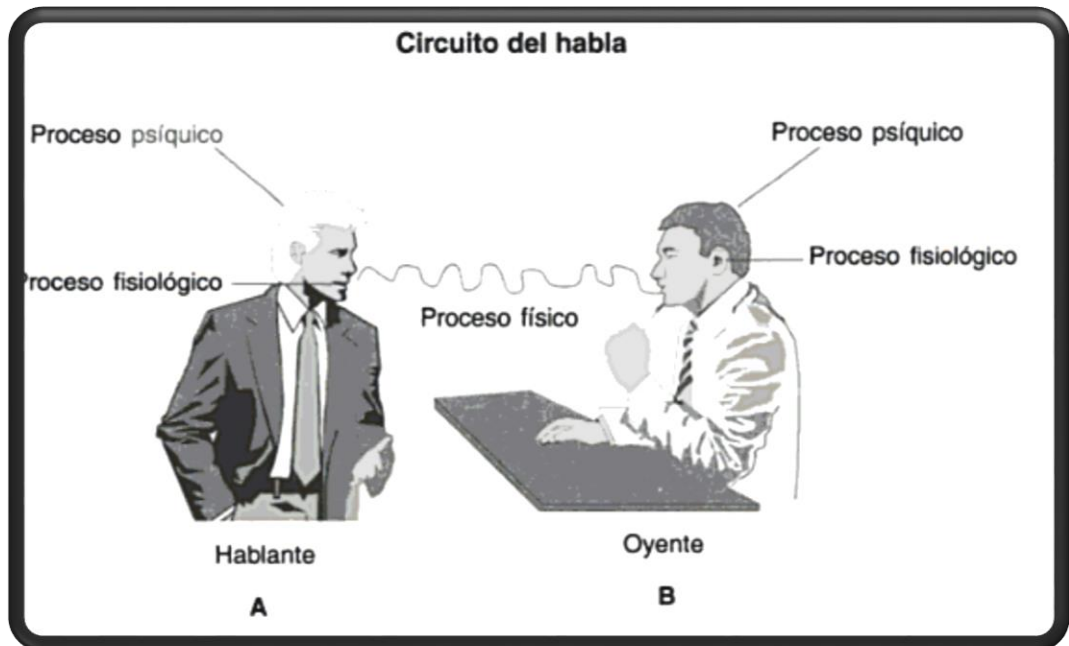 Circuito del habla
Proceso psíquico
Proceso psíquico
Proceso fisiológico
Proceso fisiológico
Proceso físico
Hablante
Oyente
A
B